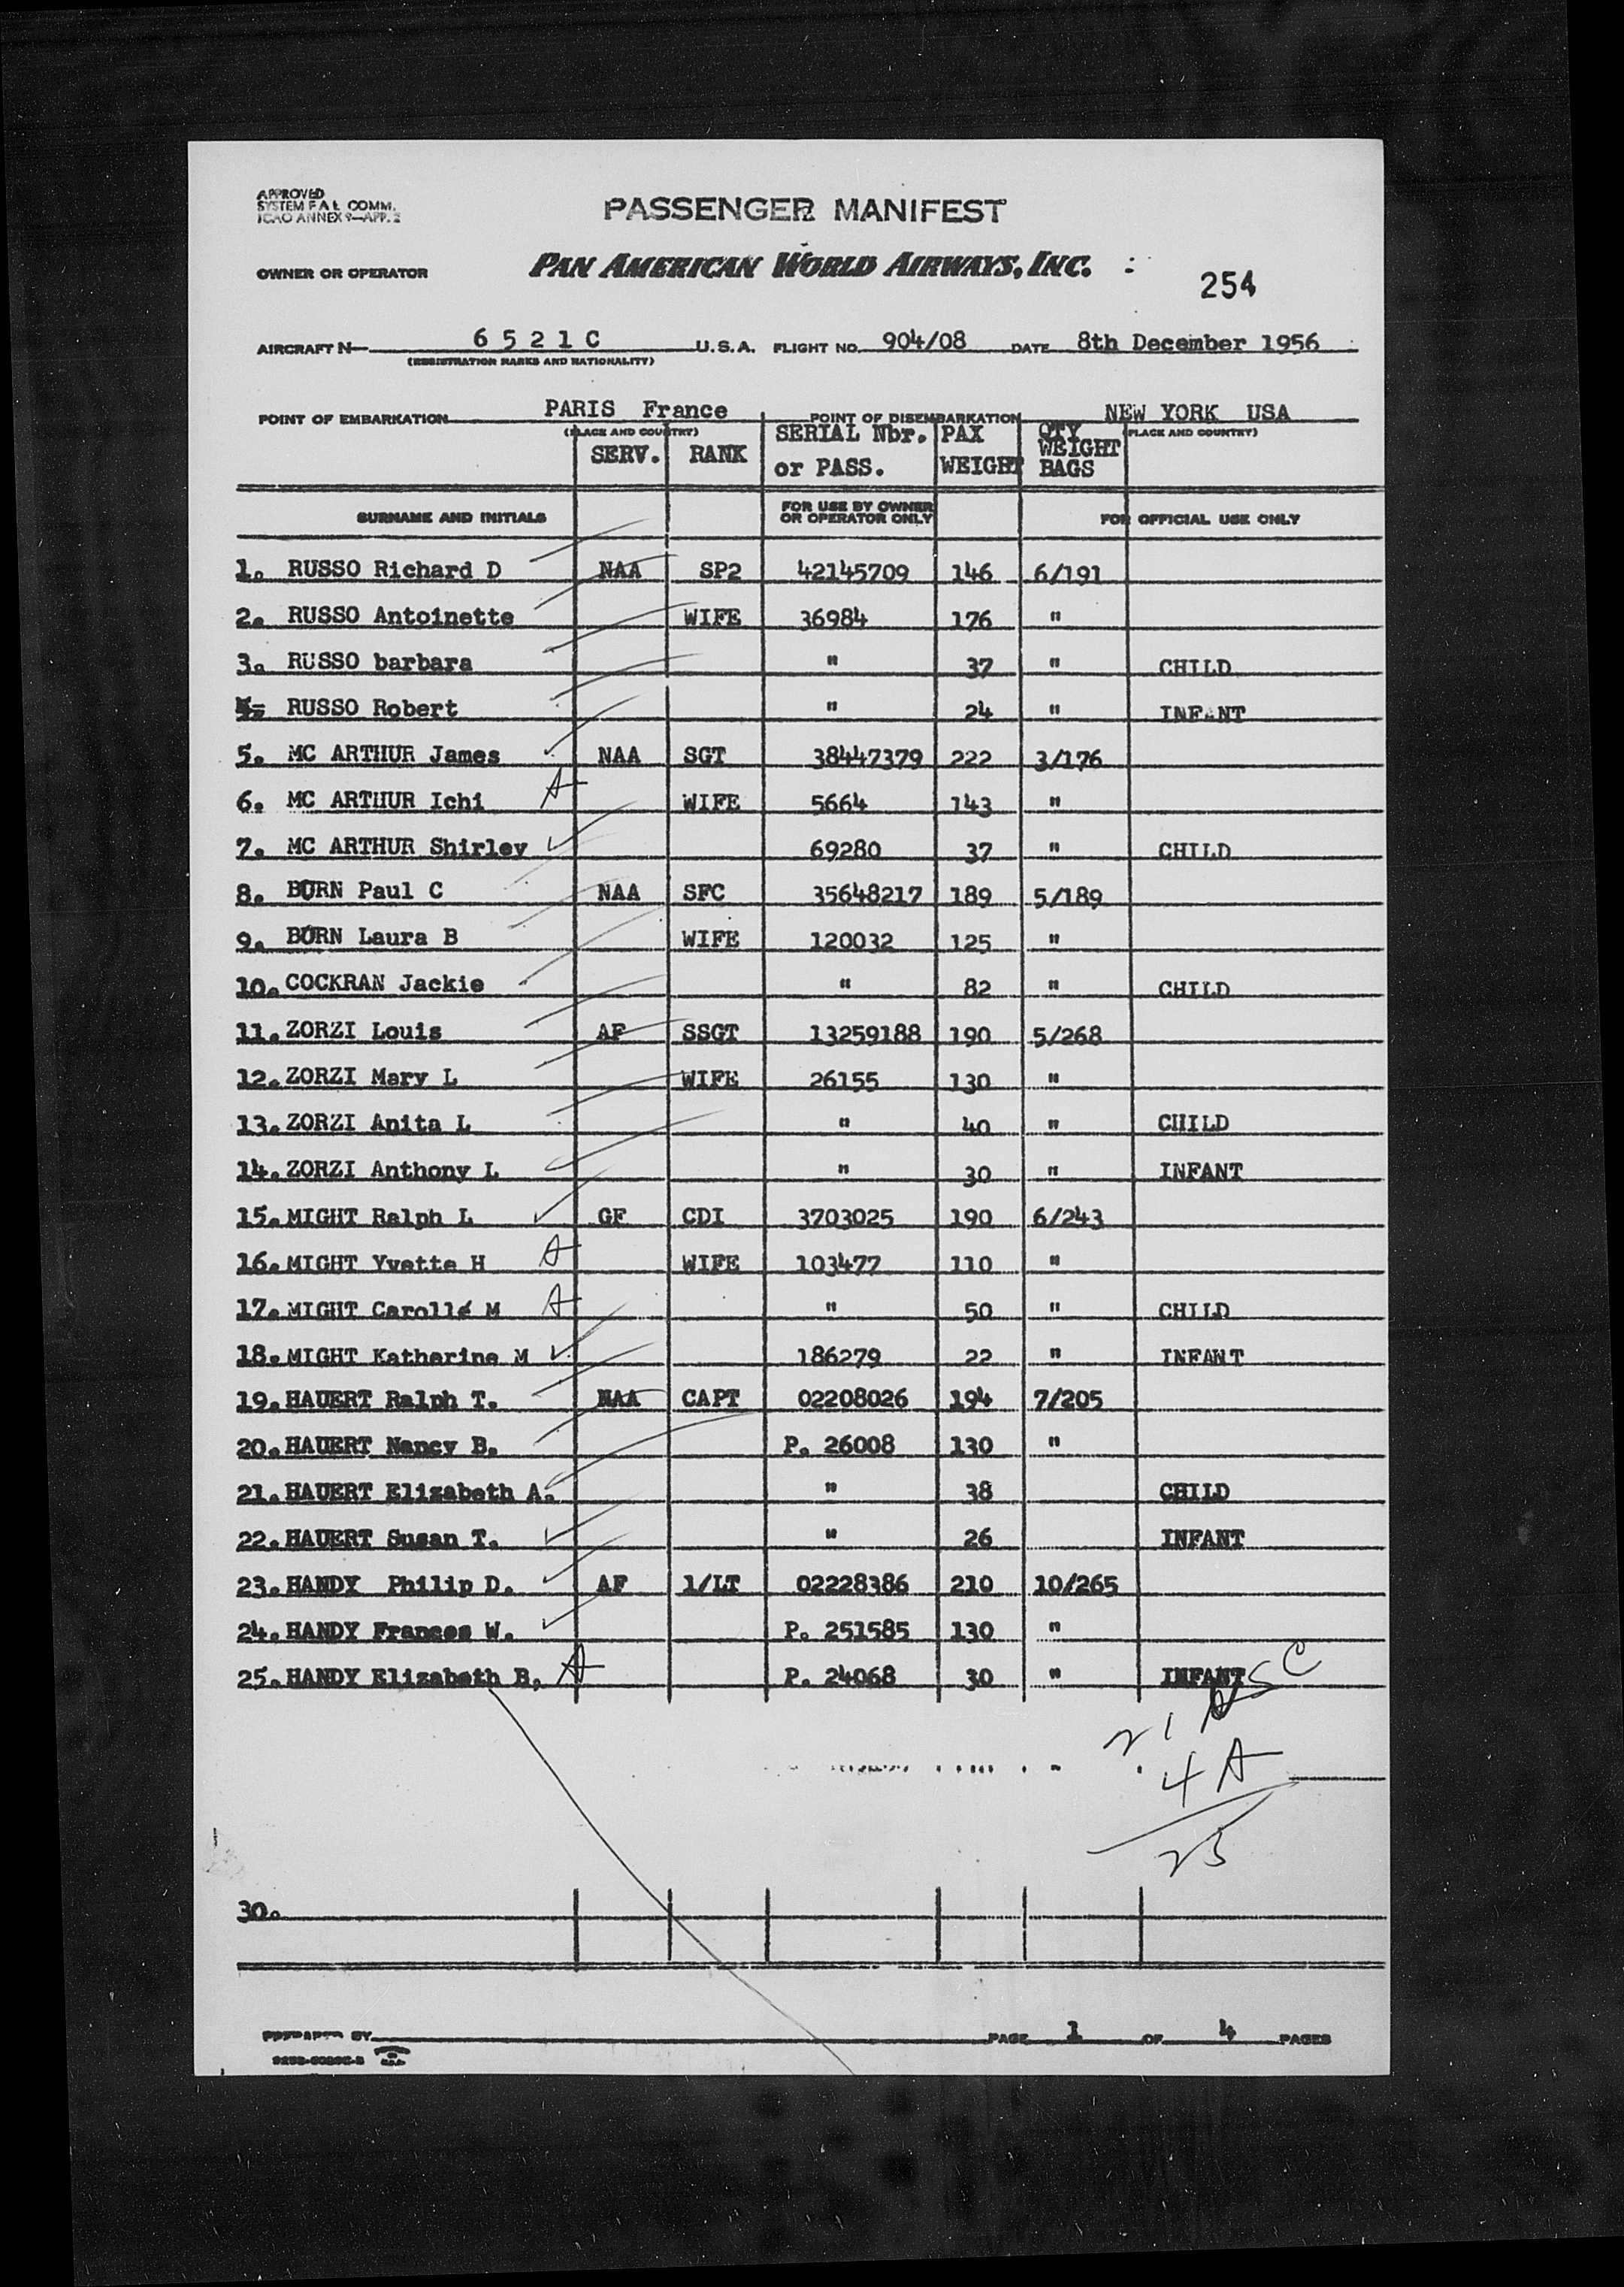 APPROVED
SYSTEM F A L COMM.
ICAO ANNEX 9—APP. 2
PASSENGER MANIFEST
OWNER OR OPERATOR PAN AMERICAN WORLD AIRWAYS, INC. :
254
AIRCRAFT N— 6 5 2 1 C U.S.A. FLIGHT NO. 904/08 DATE 8th December 1956
(REGISTRATION MARKS AND NATIONALITY)
POINT OF EMBARKATION PARIS France POINT OF DISEMBARKATION NEW YORK USA
(PLACE AND COUNTRY) (PLACE AND COUNTRY)
SERV. RANK SERIAL Nbr. or PASS. PAX WEIGHT QTY WEIGHT BAGS
SURNAME AND INITIALS FOR USE BY OWNER OR OPERATOR ONLY FOR OFFICIAL USE ONLY
1. RUSSO Richard D NAA SP2 42145709 146 6/191
2. RUSSO Antoinette WIFE 36984 176 "
3. RUSSO barbara " 37 " CHILD
4. RUSSO Robert " 24 " INFANT
5. MC ARTHUR James NAA SGT 38447379 222 3/176
6. MC ARTHUR Ichi A WIFE 5664 143 "
7. MC ARTHUR Shirley 69280 37 " CHILD
8. BORN Paul C NAA SFC 35648217 189 5/189
9. BORN Laura B WIFE 120032 125 "
10. COCKRAN Jackie " 82 " CHILD
11. ZORZI Louis AF SSGT 13259188 190 5/268
12. ZORZI Mary L WIFE 26155 130 "
13. ZORZI Anita L " 40 " CHILD
14. ZORZI Anthony L " 30 " INFANT
15. MIGHT Ralph L GF CDI 3703025 190 6/243
16. MIGHT Yvette H A WIFE 103477 110 "
17. MIGHT Carollé M A " 50 " CHILD
18. MIGHT Katherine M 186279 22 " INFANT
19. HAUERT Ralph T. NAA CAPT 02208026 194 7/205
20. HAUERT Nancy B. P. 26008 130 "
21. HAUERT Elizabeth A. " 38 CHILD
22. HAUERT Susan T. " 26 INFANT
23. HANDY Philip D. AF 1/LT 02228386 210 10/265
24. HANDY Frances W. P. 251585 130 "
25. HANDY Elizabeth B, A P. 24068 30 " INFANT
21 USC
4 A
25
30.
PREPARED BY PAGE 1 OF 4 PAGES